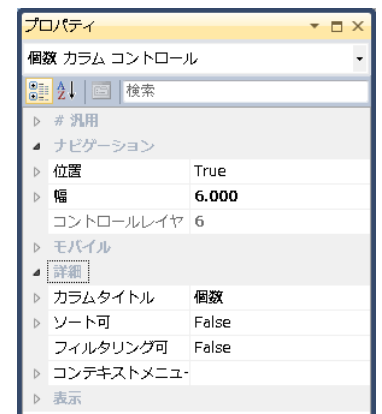 プロパティ
個数 カラム コントロール
検索
# 汎用
ナビゲーション
位置 True
幅 6.000
コントロールレイヤ 6
モバイル
詳細
カラムタイトル 個数
ソート可 False
フィルタリング可 False
コンテキストメニュー
表示